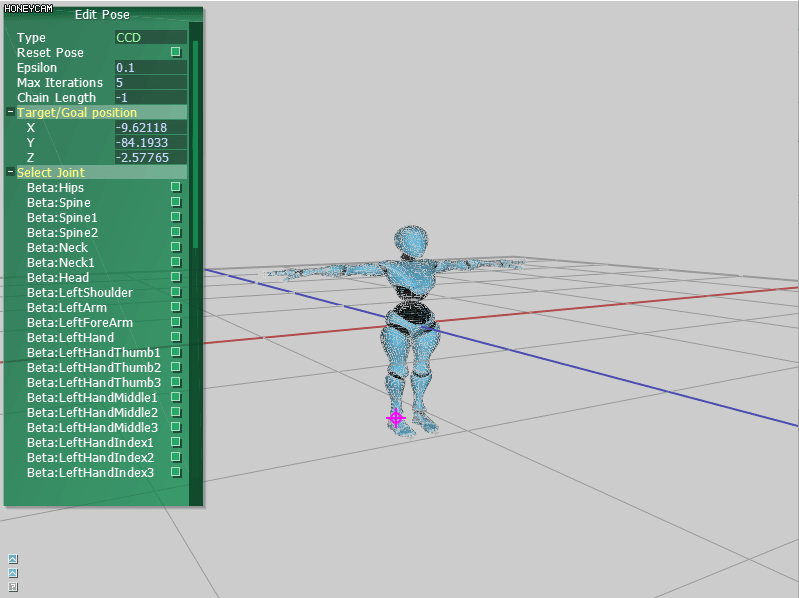 HONEYCAM
Edit Pose
Type CCD
Reset Pose
Epsilon 0.1
Max Iterations 5
Chain Length -1
Target/Goal position
X -9.62118
Y -84.1933
Z -2.57765
Select Joint
Beta:Hips
Beta:Spine
Beta:Spine1
Beta:Spine2
Beta:Neck
Beta:Neck1
Beta:Head
Beta:LeftShoulder
Beta:LeftArm
Beta:LeftForeArm
Beta:LeftHand
Beta:LeftHandThumb1
Beta:LeftHandThumb2
Beta:LeftHandThumb3
Beta:LeftHandMiddle1
Beta:LeftHandMiddle2
Beta:LeftHandMiddle3
Beta:LeftHandIndex1
Beta:LeftHandIndex2
Beta:LeftHandIndex3